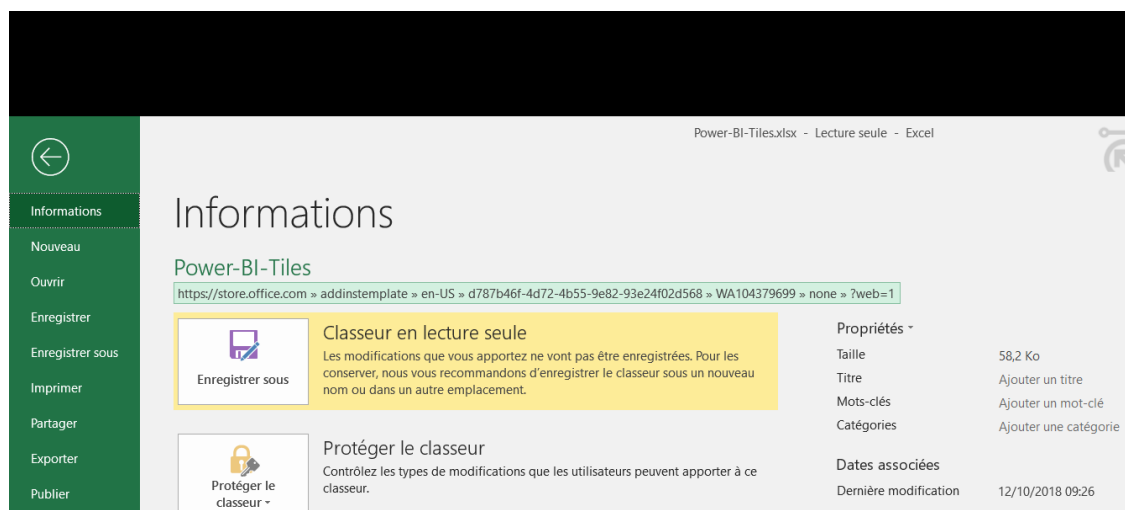 Power-BI-Tiles.xlsx - Lecture seule - Excel
Informations
Nouveau
Ouvrir
Enregistrer
Enregistrer sous
Imprimer
Partager
Exporter
Publier
Informations
Power-BI-Tiles
https://store.office.com » addinstemplate » en-US » d787b46f-4d72-4b55-9e82-93e24f02d568 » WA104379699 » none » ?web=1
Enregistrer sous
Classeur en lecture seule
Les modifications que vous apportez ne vont pas être enregistrées. Pour les
conserver, nous vous recommandons d'enregistrer le classeur sous un nouveau
nom ou dans un autre emplacement.
Protéger le
classeur
Protéger le classeur
Contrôlez les types de modifications que les utilisateurs peuvent apporter à ce
classeur.
Propriétés
Taille 58,2 Ko
Titre Ajouter un titre
Mots-clés Ajouter un mot-clé
Catégories Ajouter une catégorie
Dates associées
Dernière modification 12/10/2018 09:26